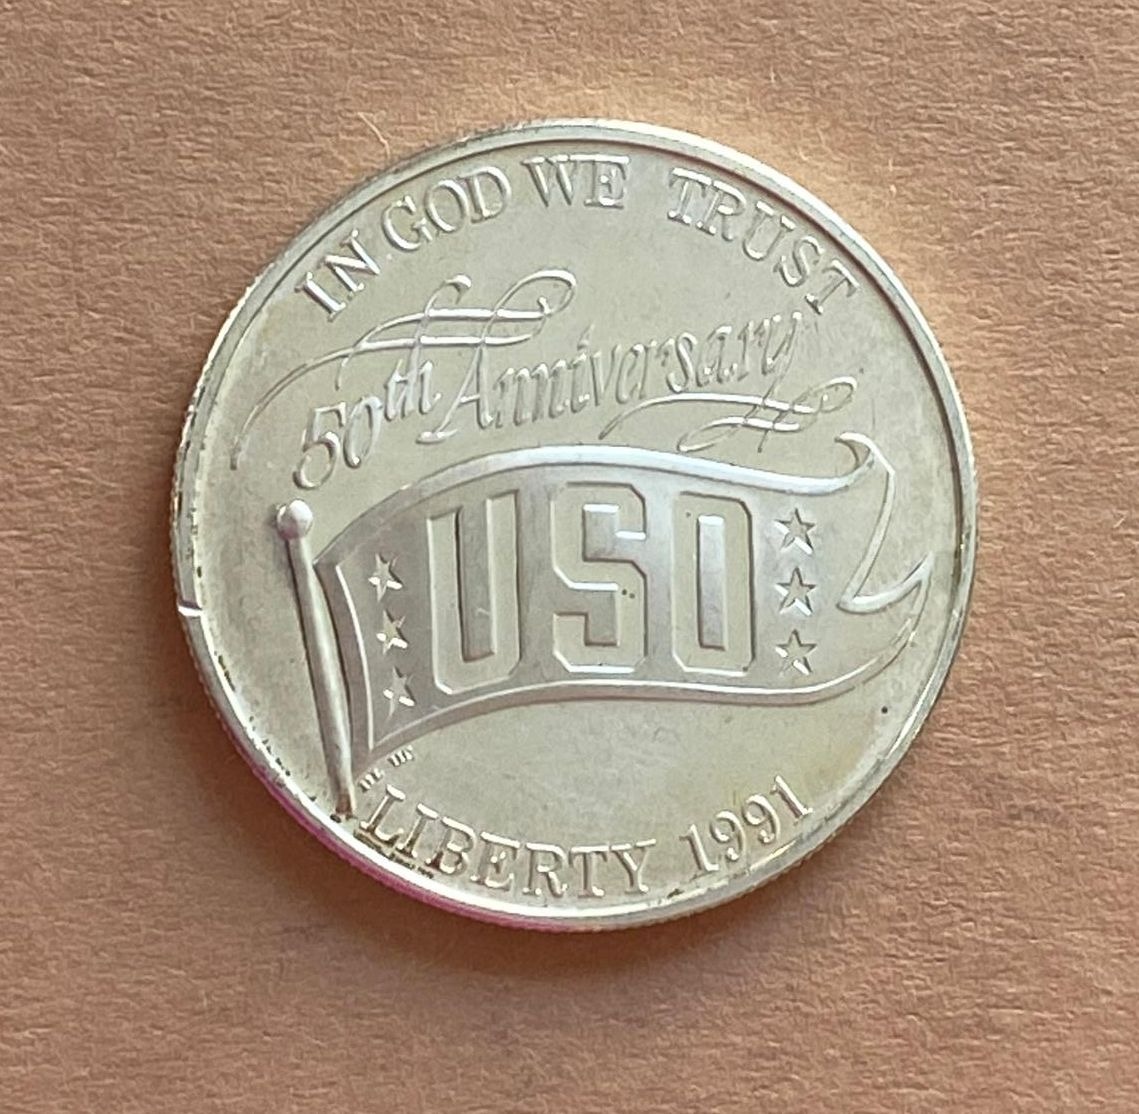 IN GOD WE TRUST
50th Anniversary
USO
LIBERTY 1991